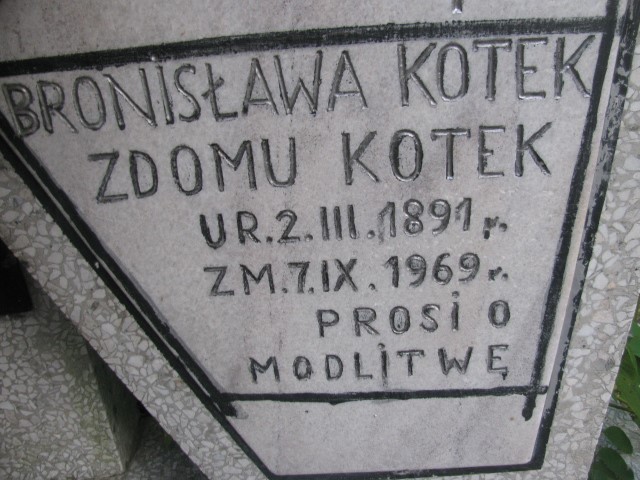 BRONISŁAWA KOTEK
ZDOMU KOTEK
UR. 2. III. 1891 r.
ZM. 7. IX. 1969 r.
PROSI O
MODLITWĘ